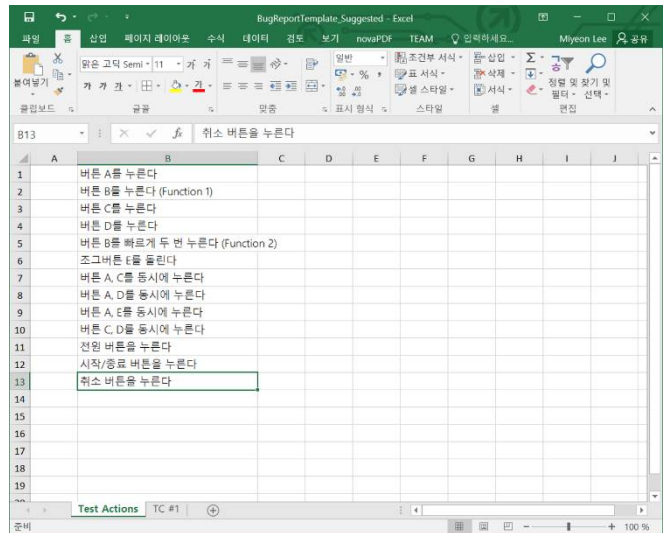 BugReportTemplate_Suggested - Excel
파일 홈 삽입 페이지 레이아웃 수식 데이터 검토 보기 novaPDF TEAM 입력하세요... Miyeon Lee 공유
붙여넣기
맑은 고딕 Semi 11 가 가
가 가 가 가
일반
% ,
조건부 서식
표 서식
셀 스타일
삽입
삭제
서식
정렬 및 필터
찾기 및 선택
클립보드 글꼴 맞춤 표시 형식 스타일 셀 편집
B13 fx 취소 버튼을 누른다
A B C D E F G H I J
1 버튼 A를 누른다
2 버튼 B를 누른다 (Function 1)
3 버튼 C를 누른다
4 버튼 D를 누른다
5 버튼 B를 빠르게 두 번 누른다 (Function 2)
6 조그버튼 E를 돌린다
7 버튼 A, C를 동시에 누른다
8 버튼 A, D를 동시에 누른다
9 버튼 A, E를 동시에 누른다
10 버튼 C, D를 동시에 누른다
11 전원 버튼을 누른다
12 시작/종료 버튼을 누른다
13 취소 버튼을 누른다
14
15
16
17
18
19
Test Actions TC #1
준비 100 %